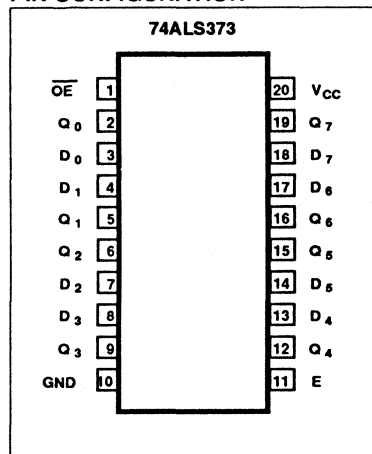 PIN CONFIGURATION
74ALS373
OE 1 20 VCC
Q0 2 19 Q7
D0 3 18 D7
D1 4 17 D6
Q1 5 16 Q6
Q2 6 15 Q5
D2 7 14 D5
D3 8 13 D4
Q3 9 12 Q4
GND 10 11 E